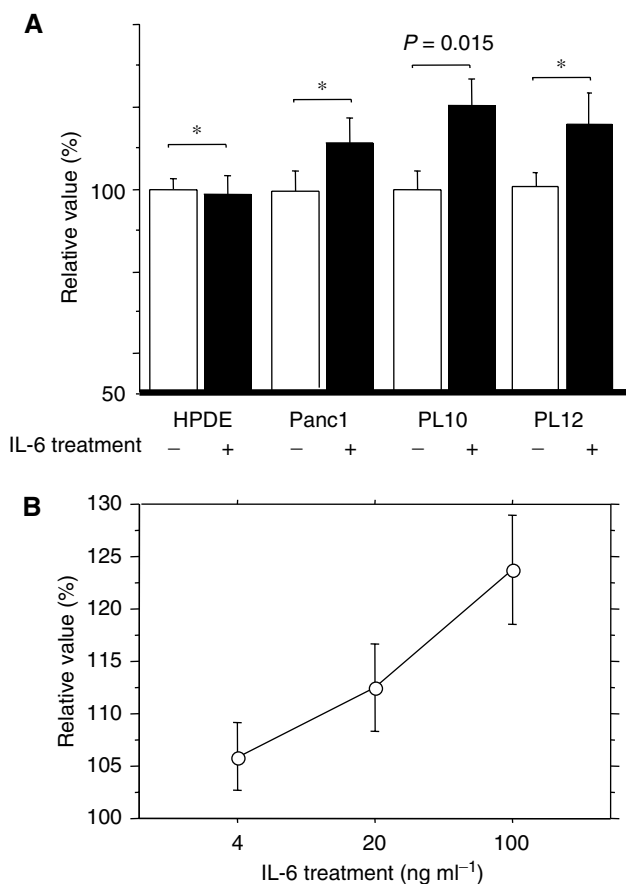 A
P = 0.015
*
*
*
Relative value (%)
100
50
HPDE Panc1 PL10 PL12
IL-6 treatment − + − + − + − +
B
130
125
120
115
110
105
100
Relative value (%)
4 20 100
IL-6 treatment (ng ml⁻¹)